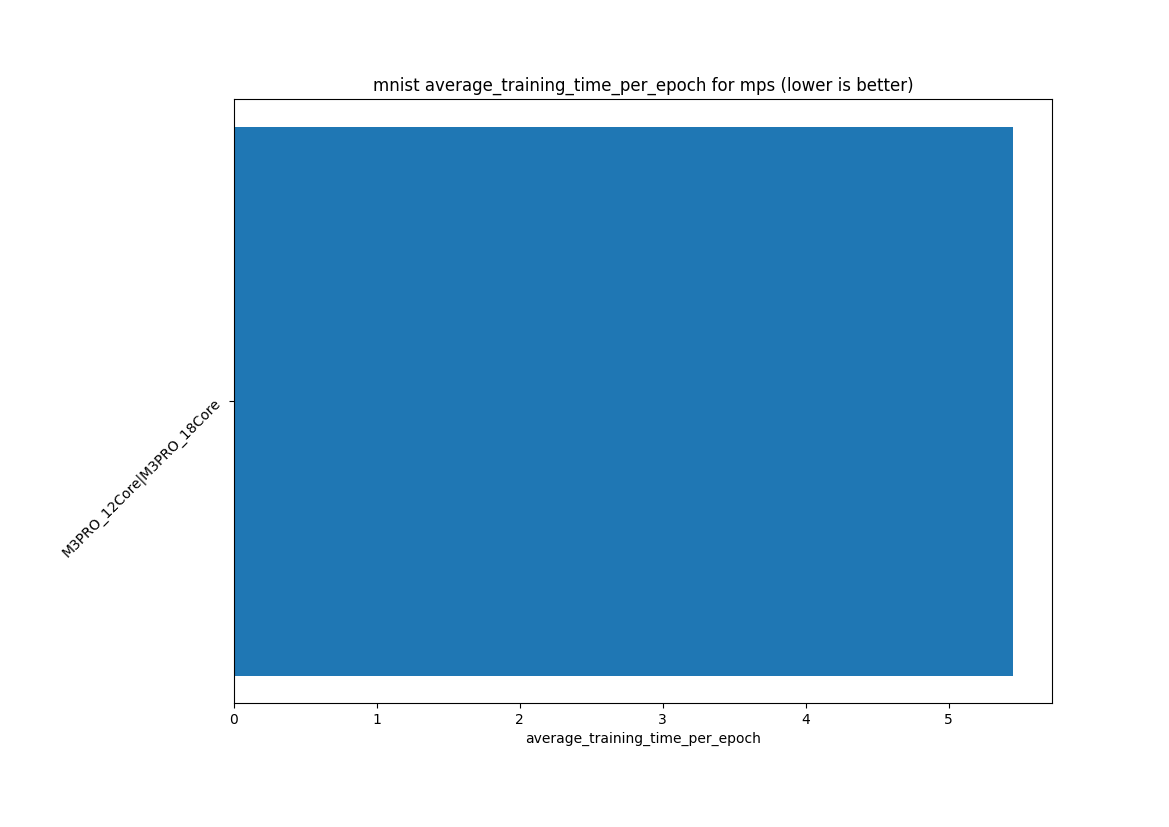 mnist average_training_time_per_epoch for mps (lower is better)
M3PRO_12Core|M3PRO_18Core
0 1 2 3 4 5
average_training_time_per_epoch